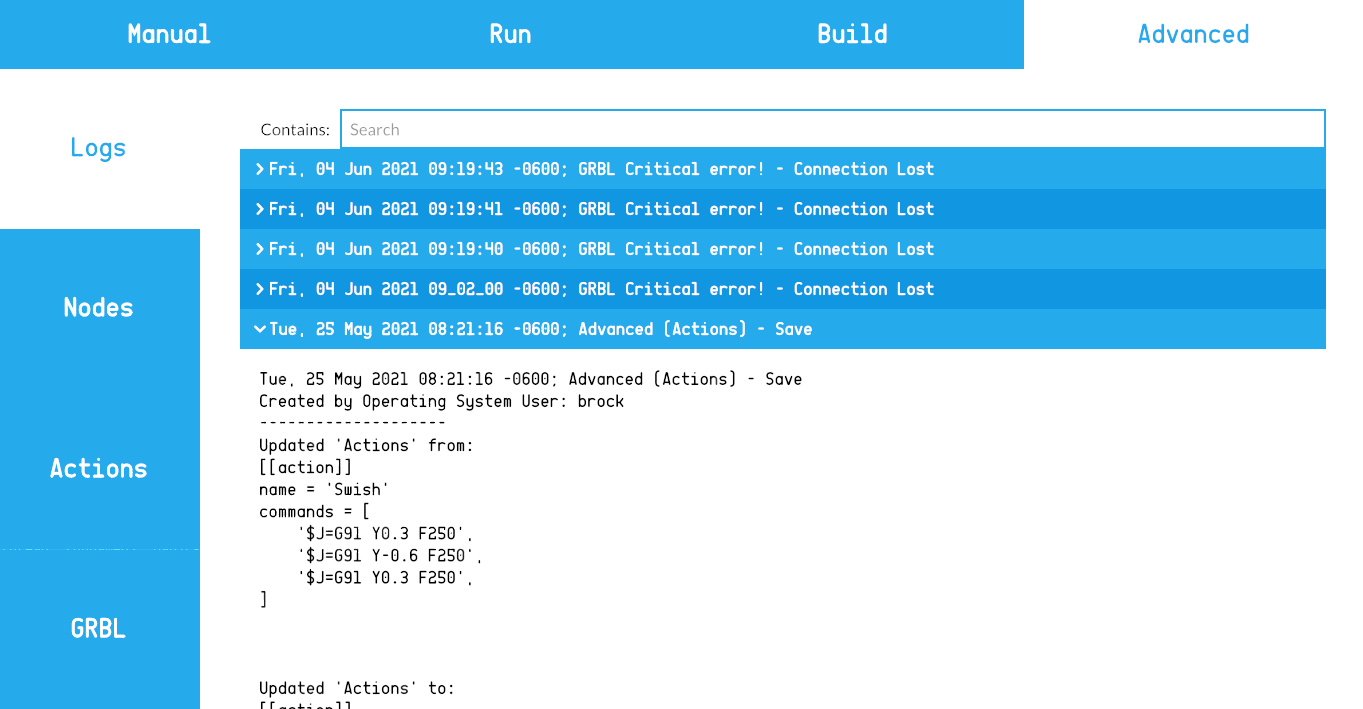 Manual Run Build Advanced
Logs
Contains: Search
Fri, 04 Jun 2021 09:19:43 -0600; GRBL Critical error! - Connection Lost
Fri, 04 Jun 2021 09:19:41 -0600; GRBL Critical error! - Connection Lost
Fri, 04 Jun 2021 09:19:40 -0600; GRBL Critical error! - Connection Lost
Fri, 04 Jun 2021 09_02_00 -0600; GRBL Critical error! - Connection Lost
Tue, 25 May 2021 08:21:16 -0600; Advanced (Actions) - Save
Nodes
Actions
GRBL
Tue, 25 May 2021 08:21:16 -0600; Advanced (Actions) - Save
Created by Operating System User: brock
--------------------
Updated 'Actions' from:
[[action]]
name = 'Swish'
commands = [
    '$J=G91 Y0.3 F250',
    '$J=G91 Y-0.6 F250',
    '$J=G91 Y0.3 F250',
]
Updated 'Actions' to:
[[action]]